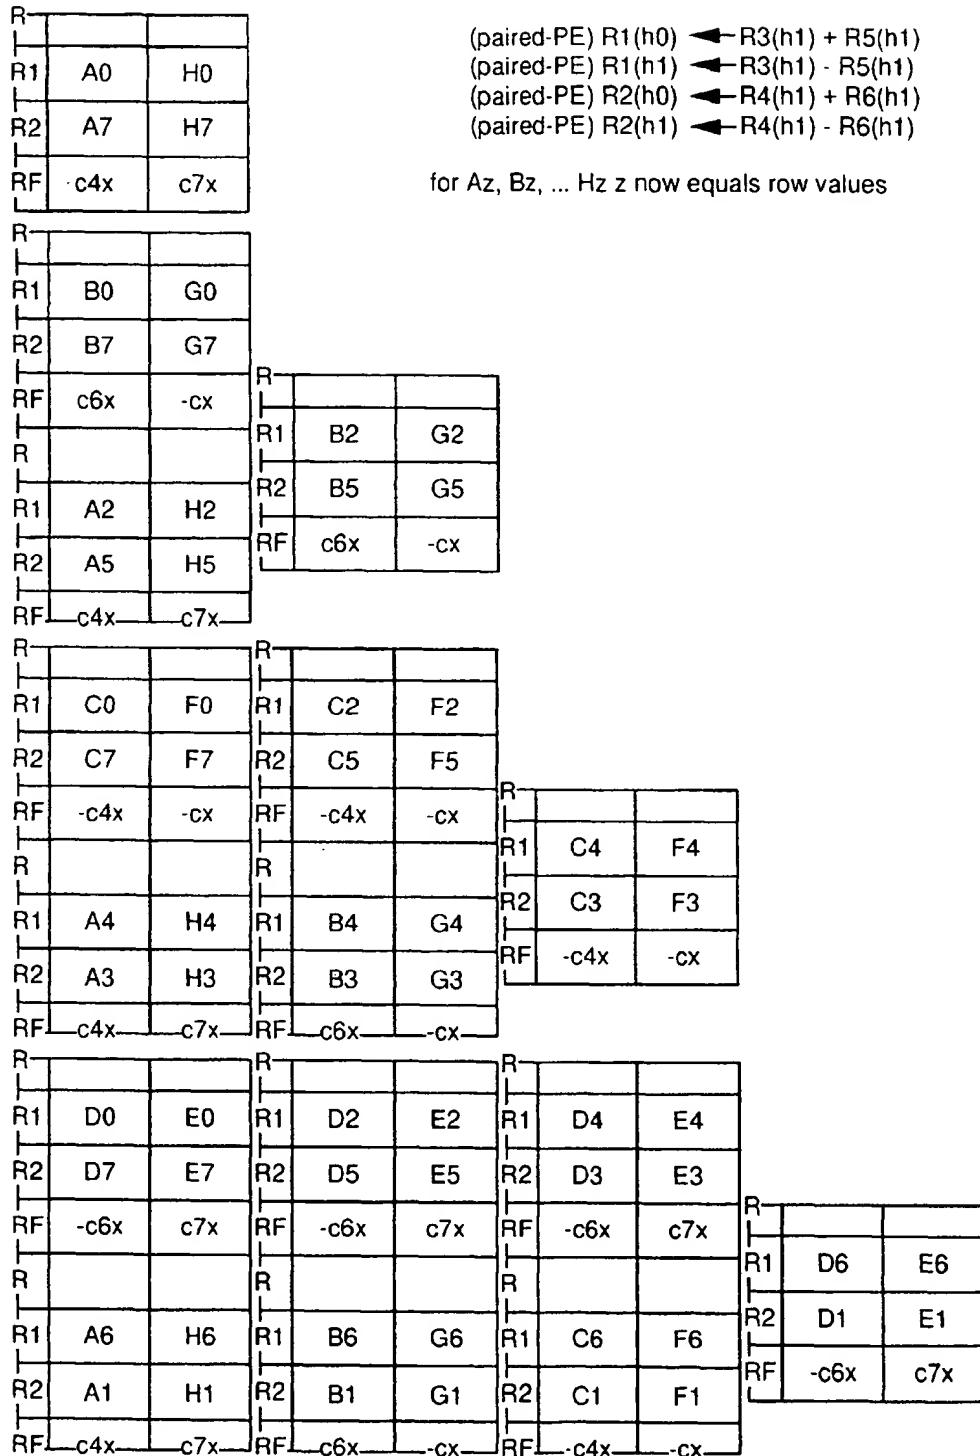 (paired-PE) R1(h0) ◄ R3(h1) + R5(h1)
(paired-PE) R1(h1) ◄ R3(h1) - R5(h1)
(paired-PE) R2(h0) ◄ R4(h1) + R6(h1)
(paired-PE) R2(h1) ◄ R4(h1) - R6(h1)
for Az, Bz, ... Hz z now equals row values
R
R1 A0 H0
R2 A7 H7
RF c4x c7x
R
R1 B0 G0
R2 B7 G7
RF c6x -cx
R
R1 A2 H2
R2 A5 H5
RF c4x c7x
R
R1 B2 G2
R2 B5 G5
RF c6x -cx
R
R1 C0 F0
R2 C7 F7
RF -c4x -cx
R
R1 A4 H4
R2 A3 H3
RF c4x c7x
R
R1 C2 F2
R2 C5 F5
RF -c4x -cx
R
R1 B4 G4
R2 B3 G3
RF c6x -cx
R
R1 C4 F4
R2 C3 F3
RF -c4x -cx
R
R1 D0 E0
R2 D7 E7
RF -c6x c7x
R
R1 A6 H6
R2 A1 H1
RF c4x c7x
R
R1 D2 E2
R2 D5 E5
RF -c6x c7x
R
R1 B6 G6
R2 B1 G1
RF c6x -cx
R
R1 D4 E4
R2 D3 E3
RF -c6x c7x
R
R1 C6 F6
R2 C1 F1
RF -c4x -cx
R
R1 D6 E6
R2 D1 E1
RF -c6x c7x